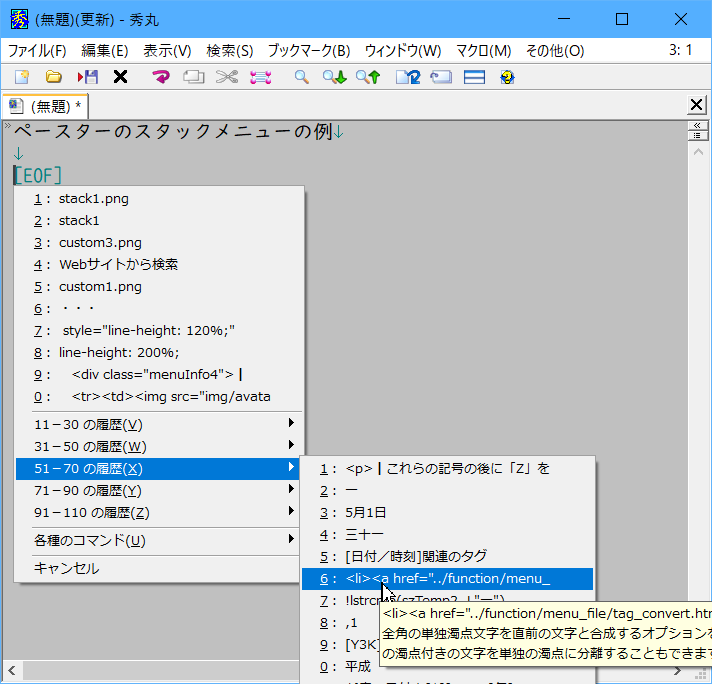 (無題)(更新) - 秀丸
ファイル(F) 編集(E) 表示(V) 検索(S) ブックマーク(B) ウィンドウ(W) マクロ(M) その他(O) 3: 1
(無題) *
ペースターのスタックメニューの例↓
↓
[EOF]
1: stack1.png
2: stack1
3: custom3.png
4: Webサイトから検索
5: custom1.png
6: ・・・
7: style="line-height: 120%;"
8: line-height: 200%;
9: <div class="menuInfo4">┃
0: <tr><td><img src="img/avata
11-30 の履歴(V)
31-50 の履歴(W)
51-70 の履歴(X)
71-90 の履歴(Y)
91-110 の履歴(Z)
各種のコマンド(U)
キャンセル
1: <p>┃これらの記号の後に「Z」を
2: 一
3: 5月1日
4: 三十一
5: [日付／時刻]関連のタグ
6: <li><a href="../function/menu_
7: !lstrcmp(szTemp2
8: ,1
9: [Y3K]
0: 平成
<li><a href="../function/menu_file/tag_convert.htm
全角の単独濁点文字を直前の文字と合成するオプションを
の濁点付きの文字を単独の濁点に分離することもできます